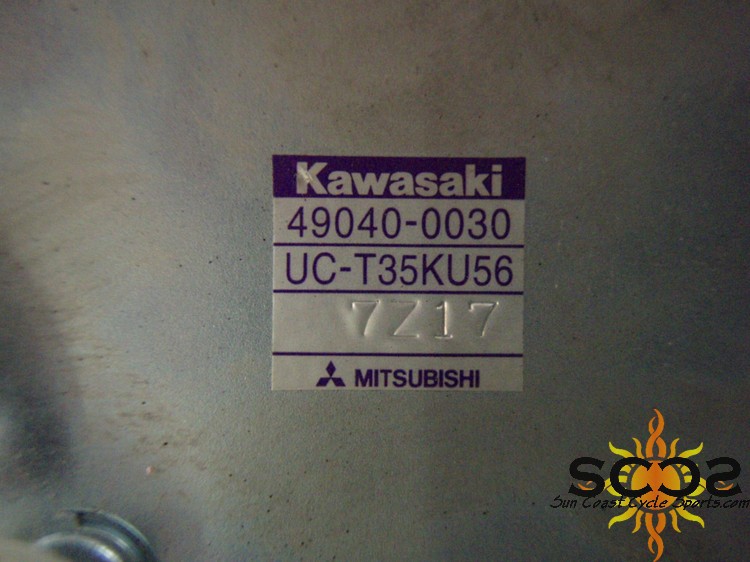 Kawasaki
49040-0030
UC-T35KU56
7Z17
MITSUBISHI
SCCS
Sun Coast Cycle Sports.com